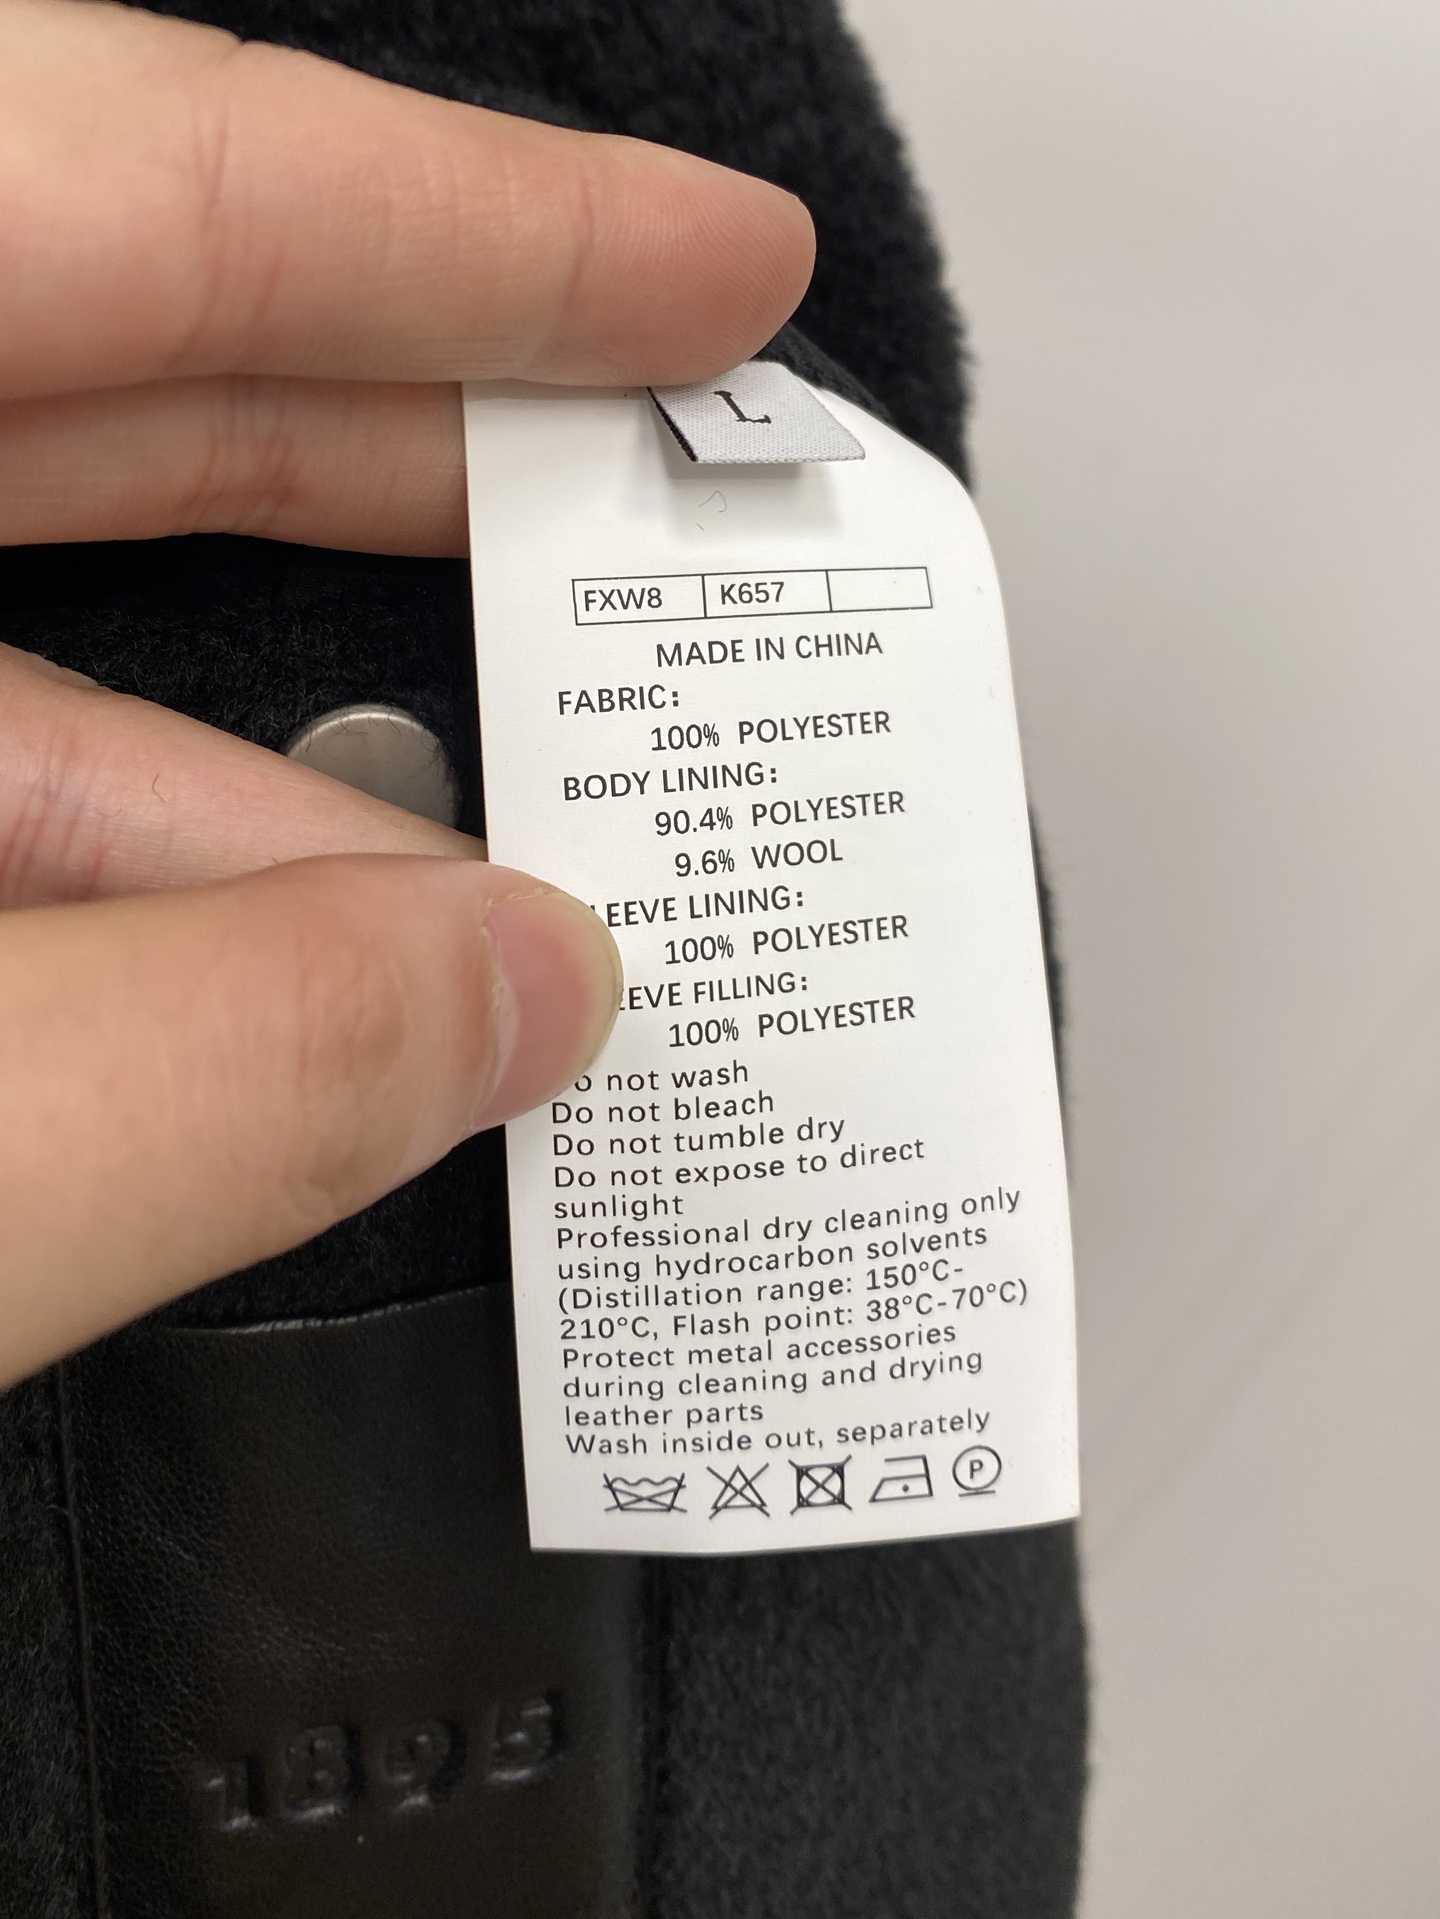 L
FXW8 K657
MADE IN CHINA
FABRIC:
100% POLYESTER
BODY LINING:
90.4% POLYESTER
9.6% WOOL
LEEVE LINING:
100% POLYESTER
EEVE FILLING:
100% POLYESTER
o not wash
Do not bleach
Do not tumble dry
Do not expose to direct
sunlight
Professional dry cleaning only
using hydrocarbon solvents
(Distillation range: 150°C-
210°C, Flash point: 38°C-70°C)
Protect metal accessories
during cleaning and drying
leather parts
Wash inside out, separately
P
1895